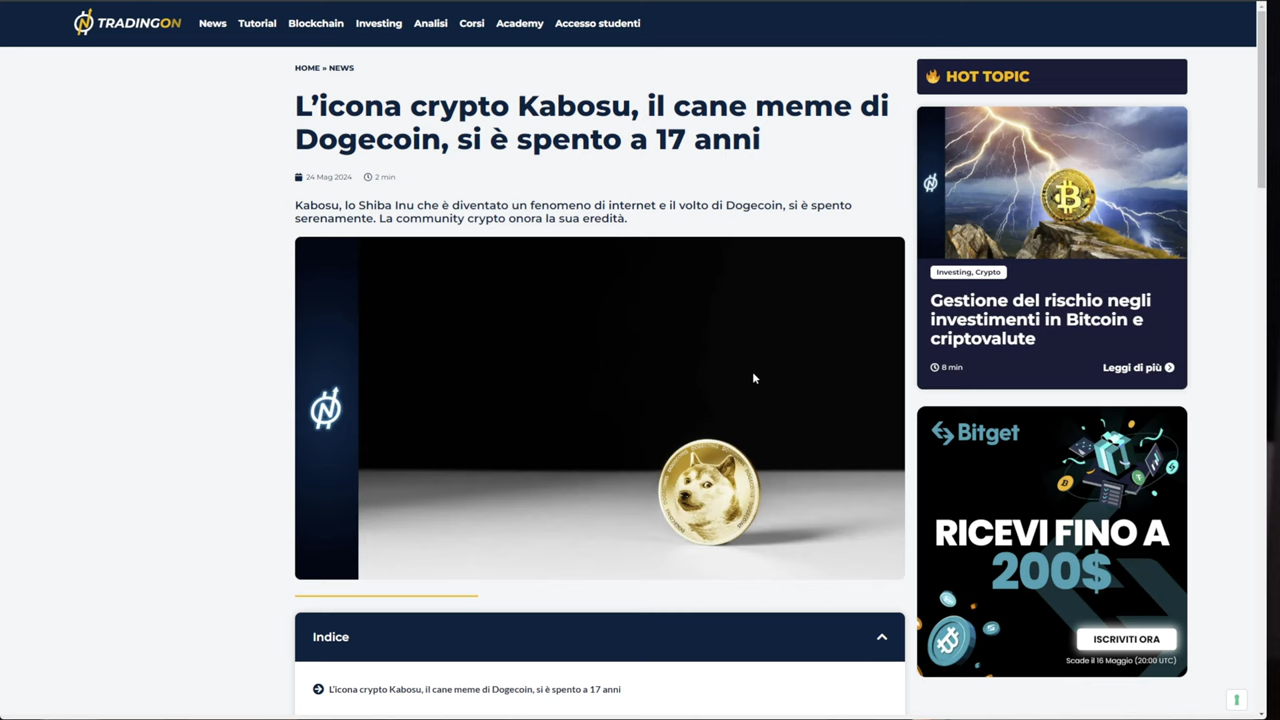 TRADINGON
News
Tutorial
Blockchain
Investing
Analisi
Corsi
Academy
Accesso studenti
HOME » NEWS
L'icona crypto Kabosu, il cane meme di
Dogecoin, si è spento a 17 anni
24 Mag 2024
2 min
Kabosu, lo Shiba Inu che è diventato un fenomeno di internet e il volto di Dogecoin, si è spento
serenamente. La community crypto onora la sua eredità.
Indice
L'icona crypto Kabosu, il cane meme di Dogecoin, si è spento a 17 anni
HOT TOPIC
Investing, Crypto
Gestione del rischio negli
investimenti in Bitcoin e
criptovalute
8 min
Leggi di più
Bitget
RICEVI FINO A
200$
ISCRIVITI ORA
Scade il 16 Maggio (20:00 UTC)